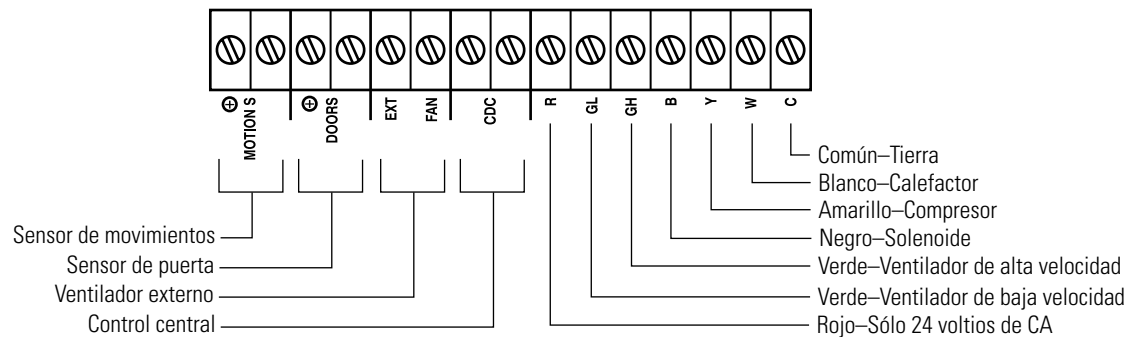 ⊕ MOTION S
⊕ DOORS
EXT FAN
CDC
R
GL
GH
B
Y
W
C
Sensor de movimientos
Sensor de puerta
Ventilador externo
Control central
Común–Tierra
Blanco–Calefactor
Amarillo–Compresor
Negro–Solenoide
Verde–Ventilador de alta velocidad
Verde–Ventilador de baja velocidad
Rojo–Sólo 24 voltios de CA